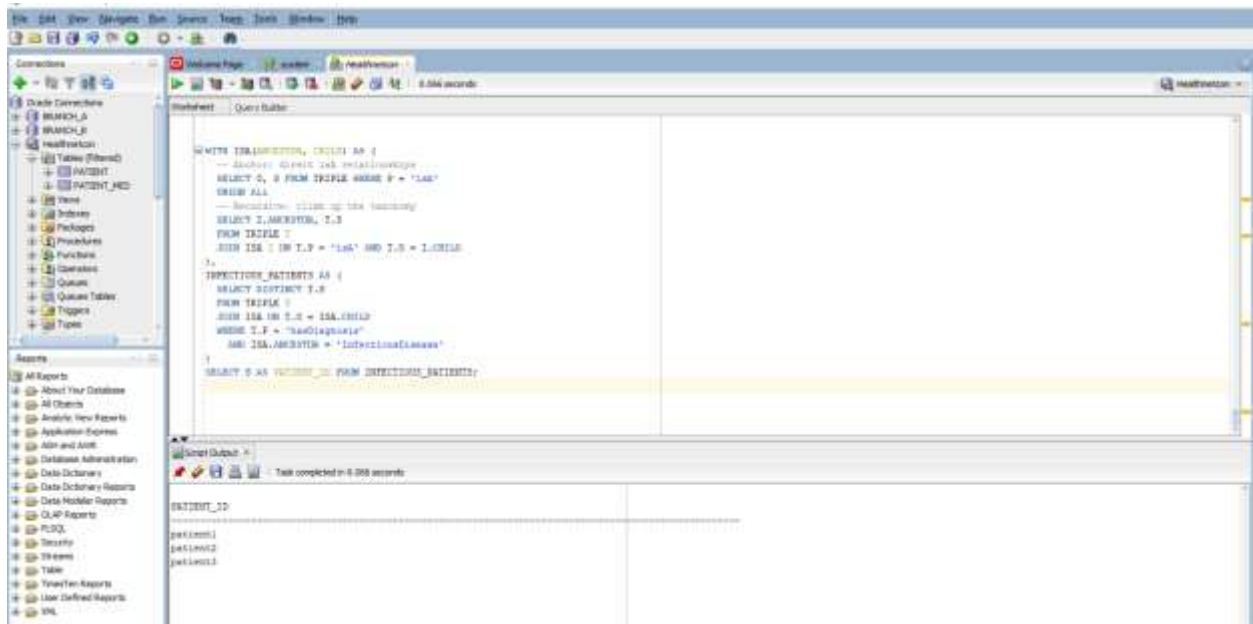 File Edit View Navigate Run Source Team Tools Window Help
Connections
Oracle Connections
BRANCH_A
BRANCH_B
HealthnetCon
Tables (Filtered)
PATIENT
PATIENT_MED
Views
Indexes
Packages
Procedures
Functions
Operators
Queues
Queues Tables
Triggers
Types
Reports
All Reports
About Your Database
All Objects
Analytic View Reports
Application Express
ASH and AWR
Database Administration
Data Dictionary
Data Dictionary Reports
Data Modeler Reports
OLAP Reports
PLSQL
Security
Streams
Table
TimesTen Reports
User Defined Reports
XML
Welcome Page
0.066 seconds
Worksheet Query Builder
WITH ISA(ANCESTOR, CHILD) AS (
-- Anchor: direct isA relationships
SELECT O, S FROM TRIPLE WHERE P = 'isA'
UNION ALL
-- Recursive: climb up the taxonomy
SELECT I.ANCESTOR, T.S
FROM TRIPLE T
JOIN ISA I ON T.P = 'isA' AND T.O = I.CHILD
),
INFECTIOUS_PATIENTS AS (
SELECT DISTINCT T.S
FROM TRIPLE T
JOIN ISA ON T.O = ISA.CHILD
WHERE T.P = 'hasDiagnosis'
AND ISA.ANCESTOR = 'InfectiousDisease'
)
SELECT S AS PATIENT_ID FROM INFECTIOUS_PATIENTS;
Script Output
Task completed in 0.066 seconds
PATIENT_ID
patient1
patient2
patient3